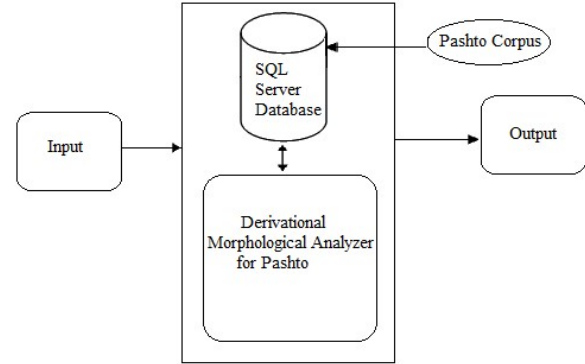 Pashto Corpus
SQL
Server
Database
Input
Output
Derivational
Morphological Analyzer
for Pashto